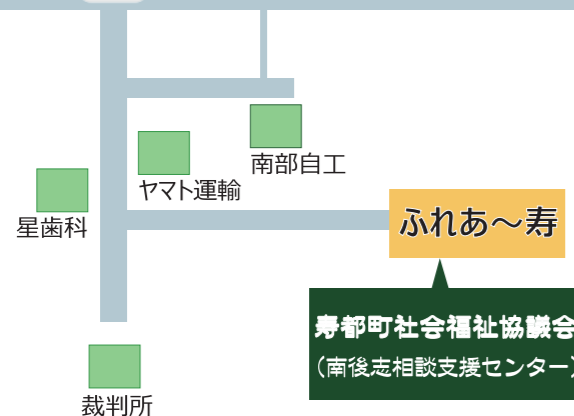 南部自工
ヤマト運輸
星歯科
ふれあ～寿
寿都町社会福祉協議会
（南後志相談支援センター）
裁判所